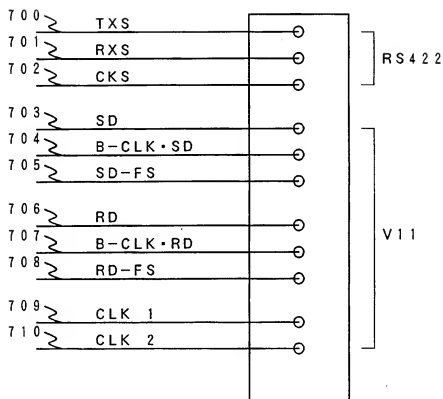 700 TXS
701 RXS
702 CKS
RS422
703 SD
704 B-CLK・SD
705 SD-FS
706 RD
707 B-CLK・RD
708 RD-FS
V11
709 CLK 1
710 CLK 2